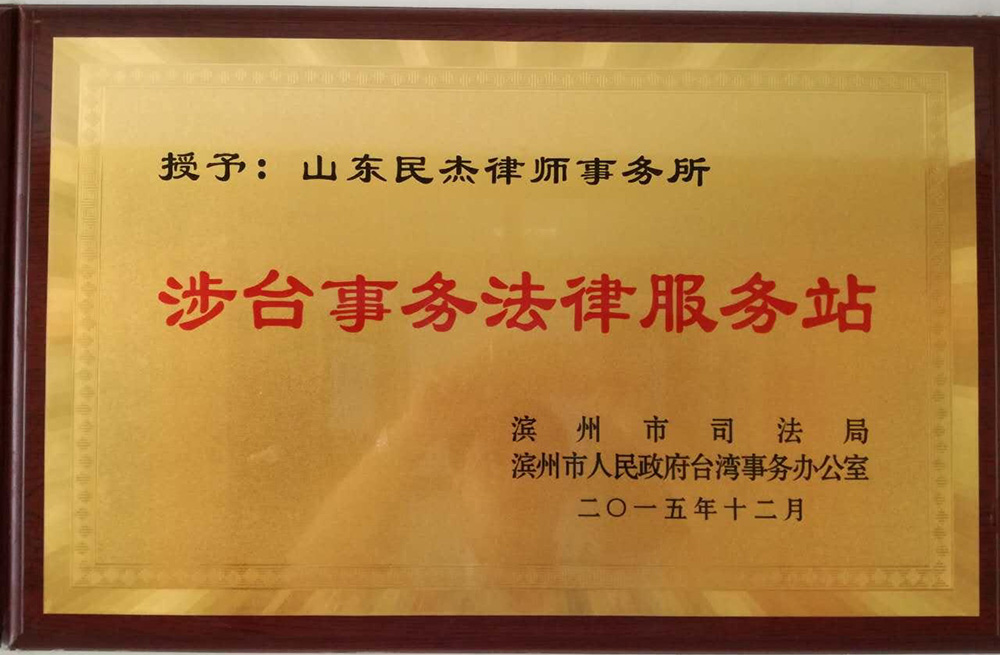 授予：山东民杰律师事务所
涉台事务法律服务站
滨州市司法局
滨州市人民政府台湾事务办公室
二〇一五年十二月